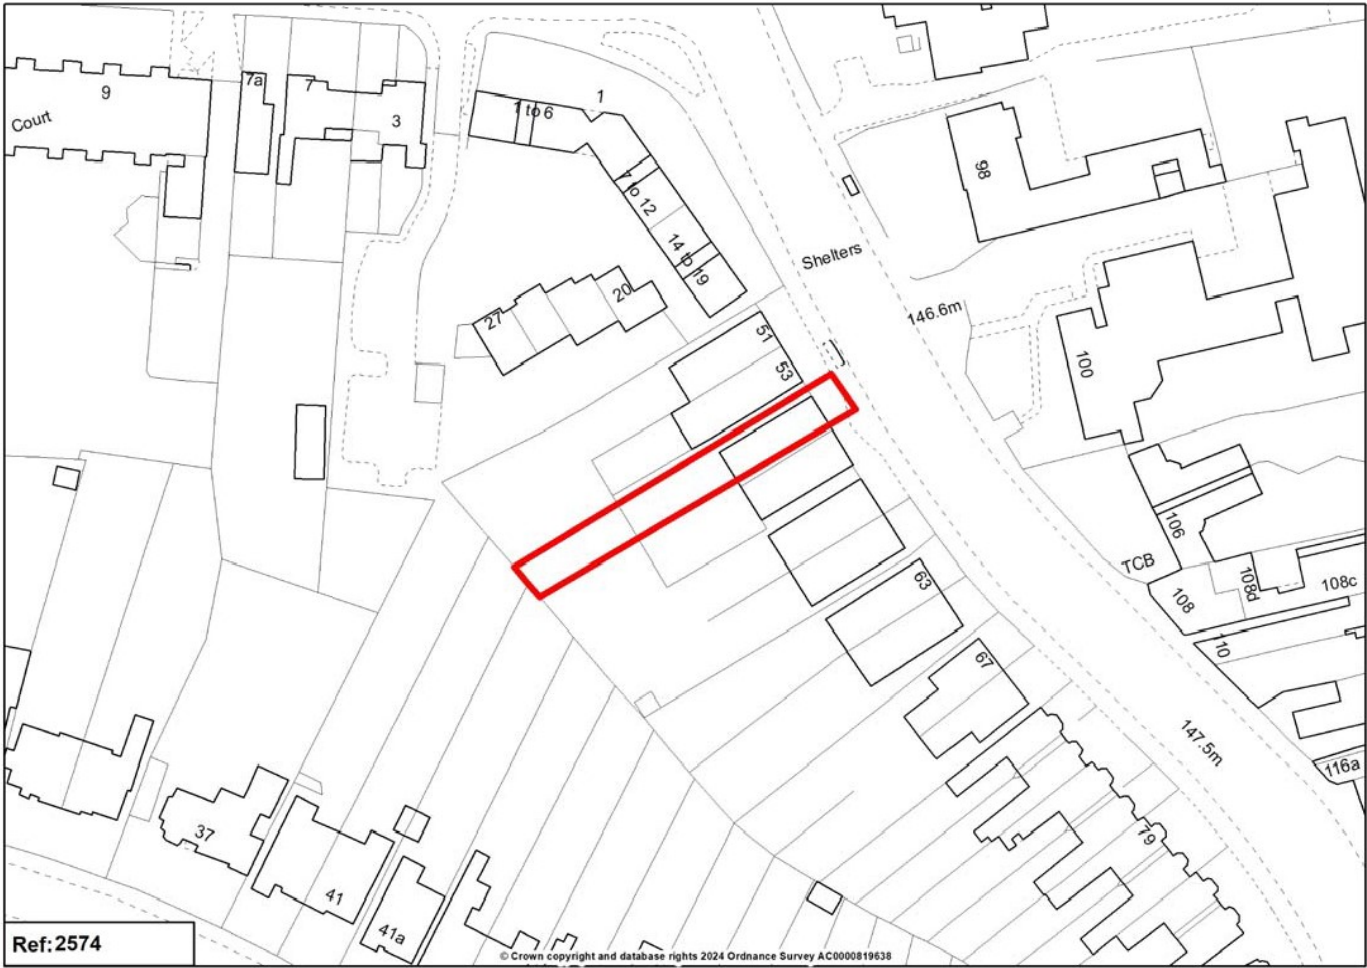 9
Court
7a
7
3
1 to 6
1
7 to 12
14 to 19
98
Shelters
146.6m
20
27
51
53
100
106
TCB
108
108d
108c
110
63
67
147.5m
116a
79
37
41
41a
Ref:2574
© Crown copyright and database rights 2024 Ordnance Survey AC0000819638